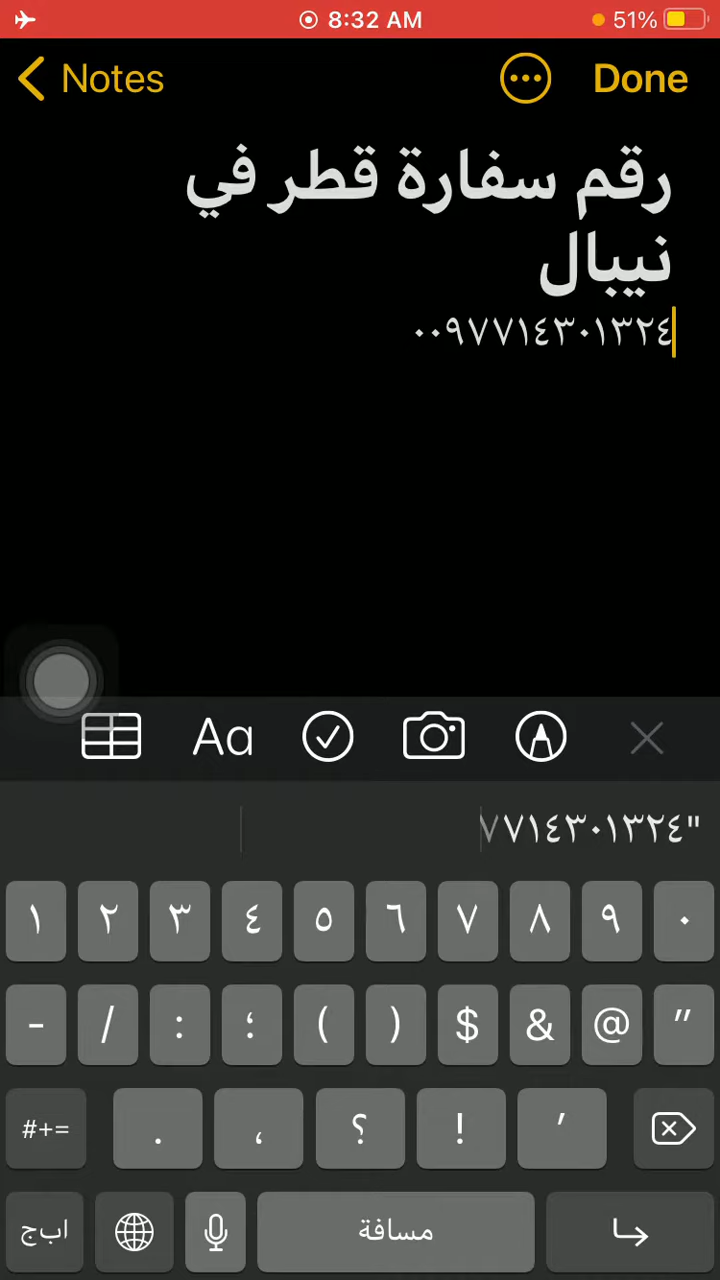 8:32 AM
51%
Notes
Done
رقم سفارة قطر في
نيبال
٠٠٩٧٧١٤٣٠١٣٢٤
Aa
٧٧١٤٣٠١٣٢٤"
١ ٢ ٣ ٤ ٥ ٦ ٧ ٨ ٩ ٠
- / : ؛ ( ) $ & @ ”
#+= . ، ؟ ! ’
اب‌ج
مسافة